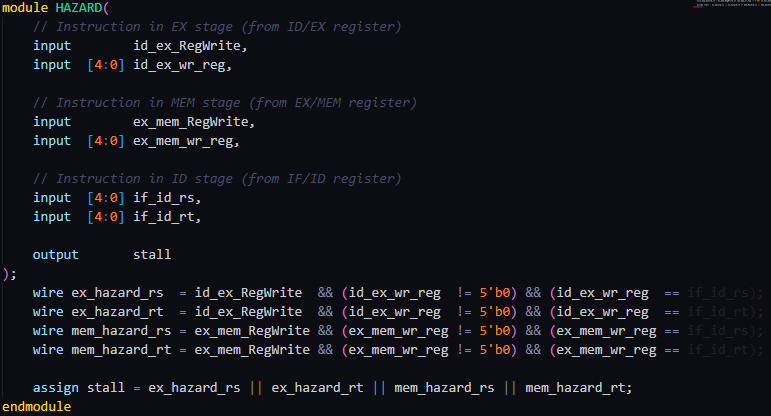 module HAZARD(
    // Instruction in EX stage (from ID/EX register)
    input        id_ex_RegWrite,
    input  [4:0] id_ex_wr_reg,

    // Instruction in MEM stage (from EX/MEM register)
    input        ex_mem_RegWrite,
    input  [4:0] ex_mem_wr_reg,

    // Instruction in ID stage (from IF/ID register)
    input  [4:0] if_id_rs,
    input  [4:0] if_id_rt,

    output       stall
);
    wire ex_hazard_rs  = id_ex_RegWrite  && (id_ex_wr_reg  != 5'b0) && (id_ex_wr_reg  == if_id_rs);
    wire ex_hazard_rt  = id_ex_RegWrite  && (id_ex_wr_reg  != 5'b0) && (id_ex_wr_reg  == if_id_rt);
    wire mem_hazard_rs = ex_mem_RegWrite && (ex_mem_wr_reg != 5'b0) && (ex_mem_wr_reg == if_id_rs);
    wire mem_hazard_rt = ex_mem_RegWrite && (ex_mem_wr_reg != 5'b0) && (ex_mem_wr_reg == if_id_rt);

    assign stall = ex_hazard_rs || ex_hazard_rt || mem_hazard_rs || mem_hazard_rt;
endmodule